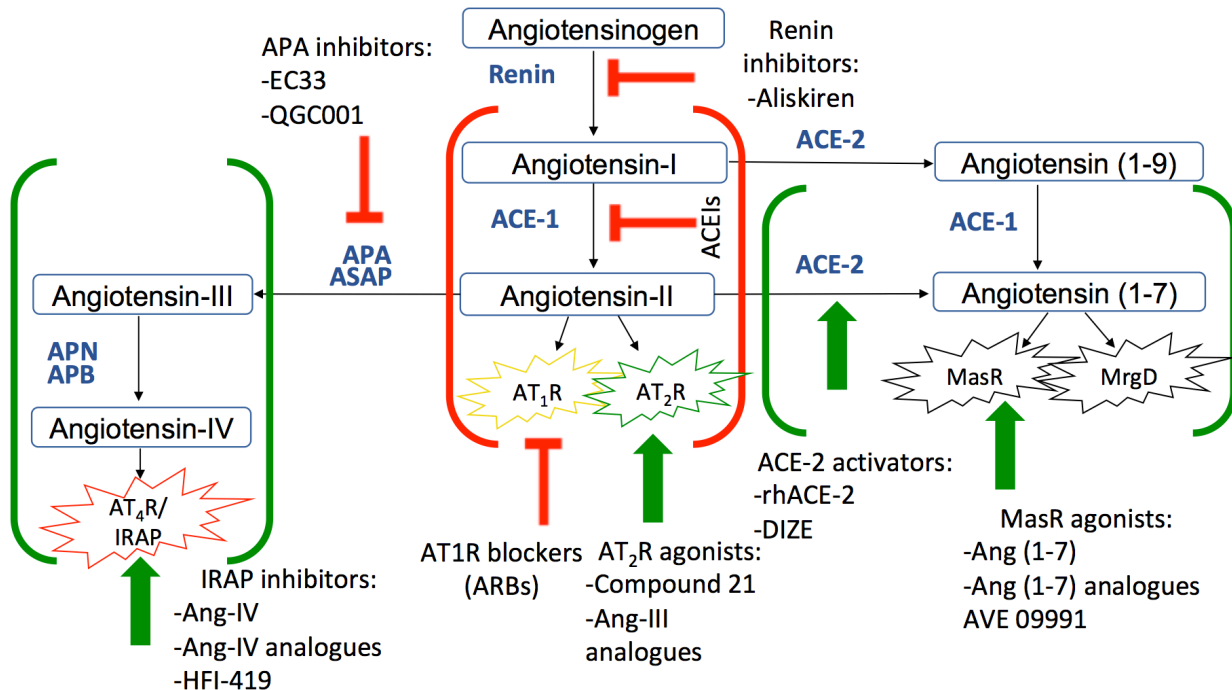 Angiotensinogen
APA inhibitors:
-EC33
-QGC001
Renin
Renin
inhibitors:
-Aliskiren
Angiotensin-I
ACE-2
Angiotensin (1-9)
ACE-1
ACEIs
ACE-1
APA
ASAP
ACE-2
Angiotensin-III
Angiotensin-II
Angiotensin (1-7)
APN
APB
AT₁R
AT₂R
MasR
MrgD
Angiotensin-IV
AT₄R/
IRAP
IRAP inhibitors:
-Ang-IV
-Ang-IV analogues
-HFI-419
AT1R blockers
(ARBs)
AT₂R agonists:
-Compound 21
-Ang-III
analogues
ACE-2 activators:
-rhACE-2
-DIZE
MasR agonists:
-Ang (1-7)
-Ang (1-7) analogues
AVE 09991